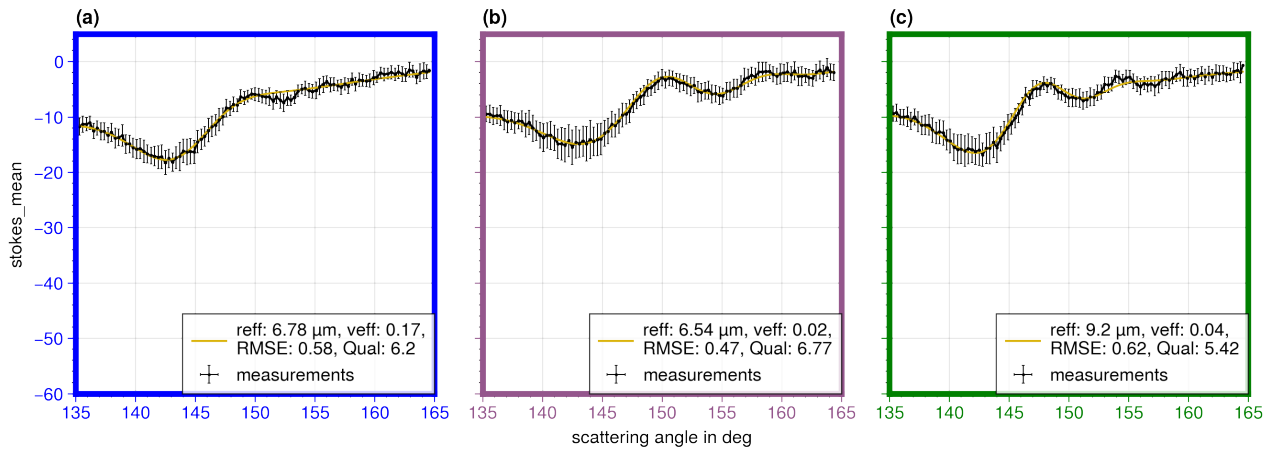 (a)
(b)
(c)
0
−10
−20
−30
−40
−50
−60
stokes_mean
reff: 6.78 μm, veff: 0.17,
RMSE: 0.58, Qual: 6.2
measurements
reff: 6.54 μm, veff: 0.02,
RMSE: 0.47, Qual: 6.77
measurements
reff: 9.2 μm, veff: 0.04,
RMSE: 0.62, Qual: 5.42
measurements
135 140 145 150 155 160 165
135 140 145 150 155 160 165
135 140 145 150 155 160 165
scattering angle in deg